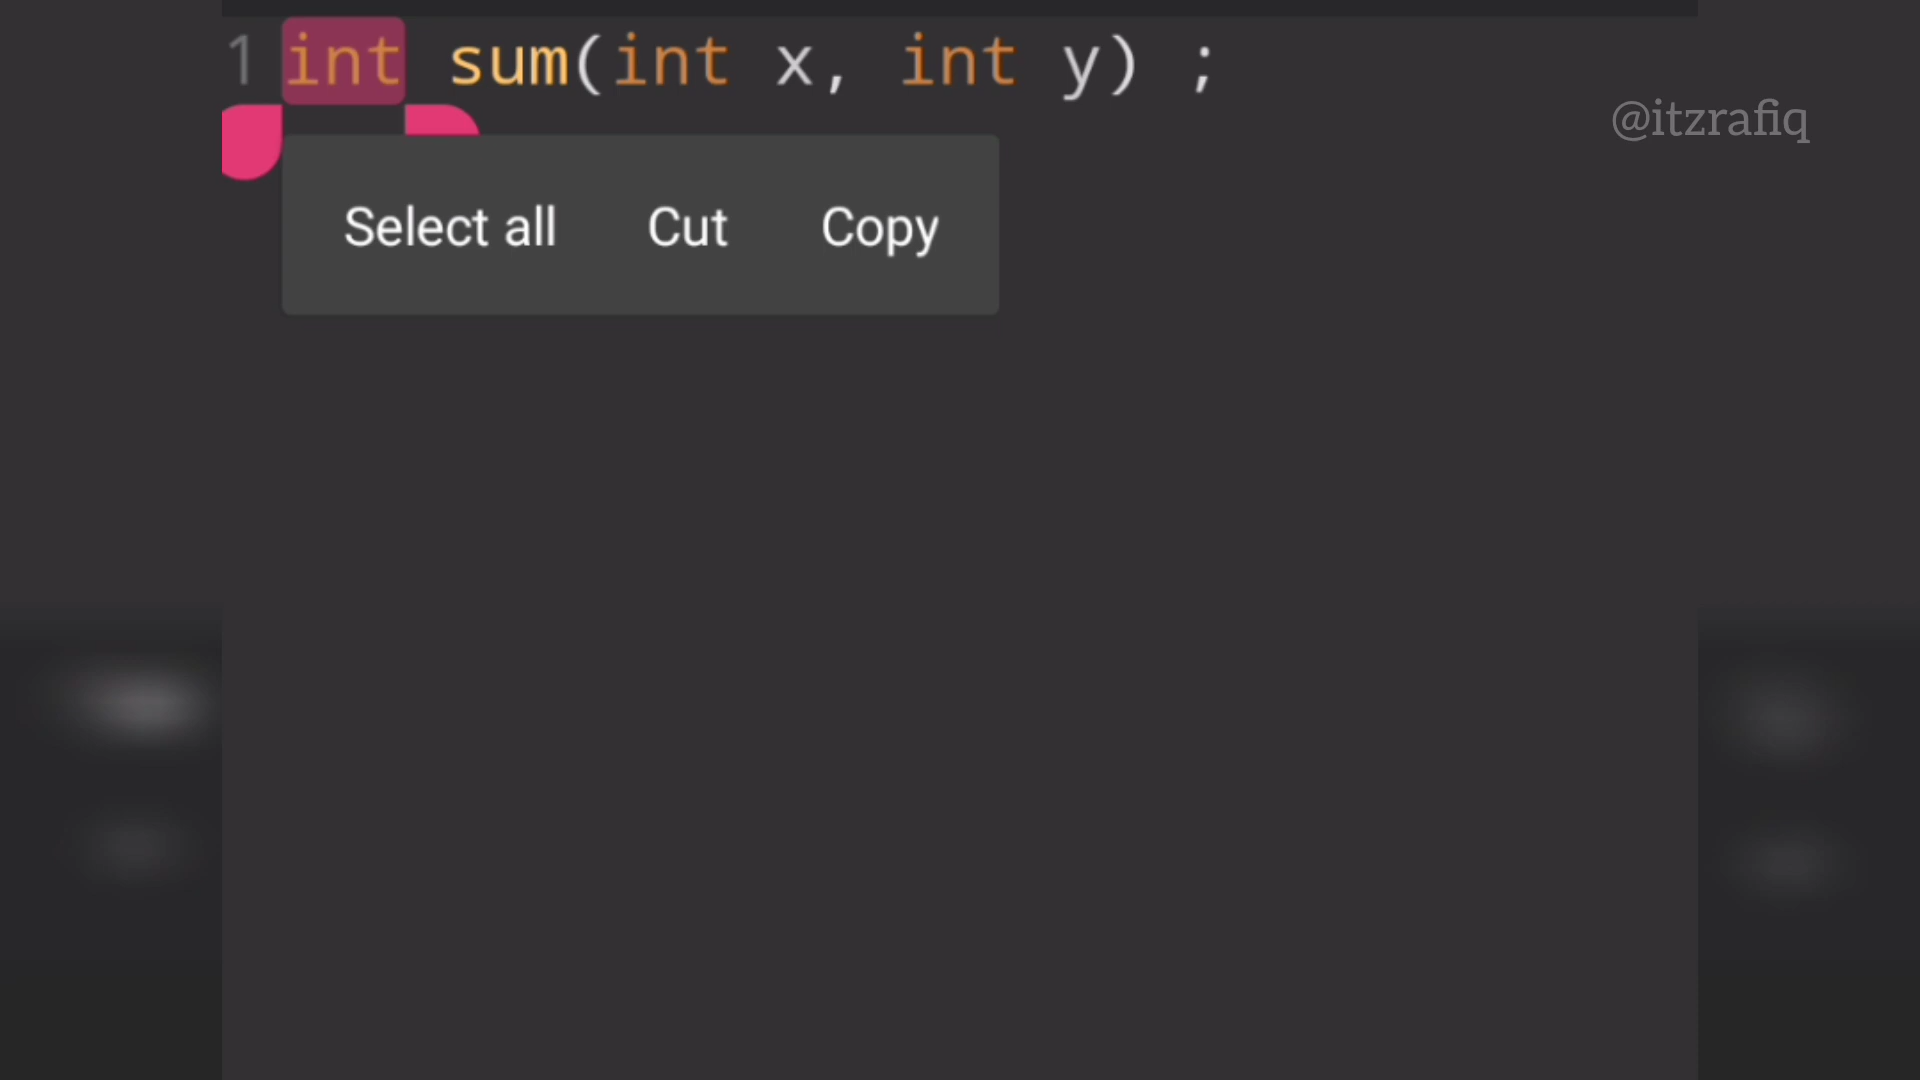 1 int sum(int x, int y) ;
@itzrafiq
Select all Cut Copy